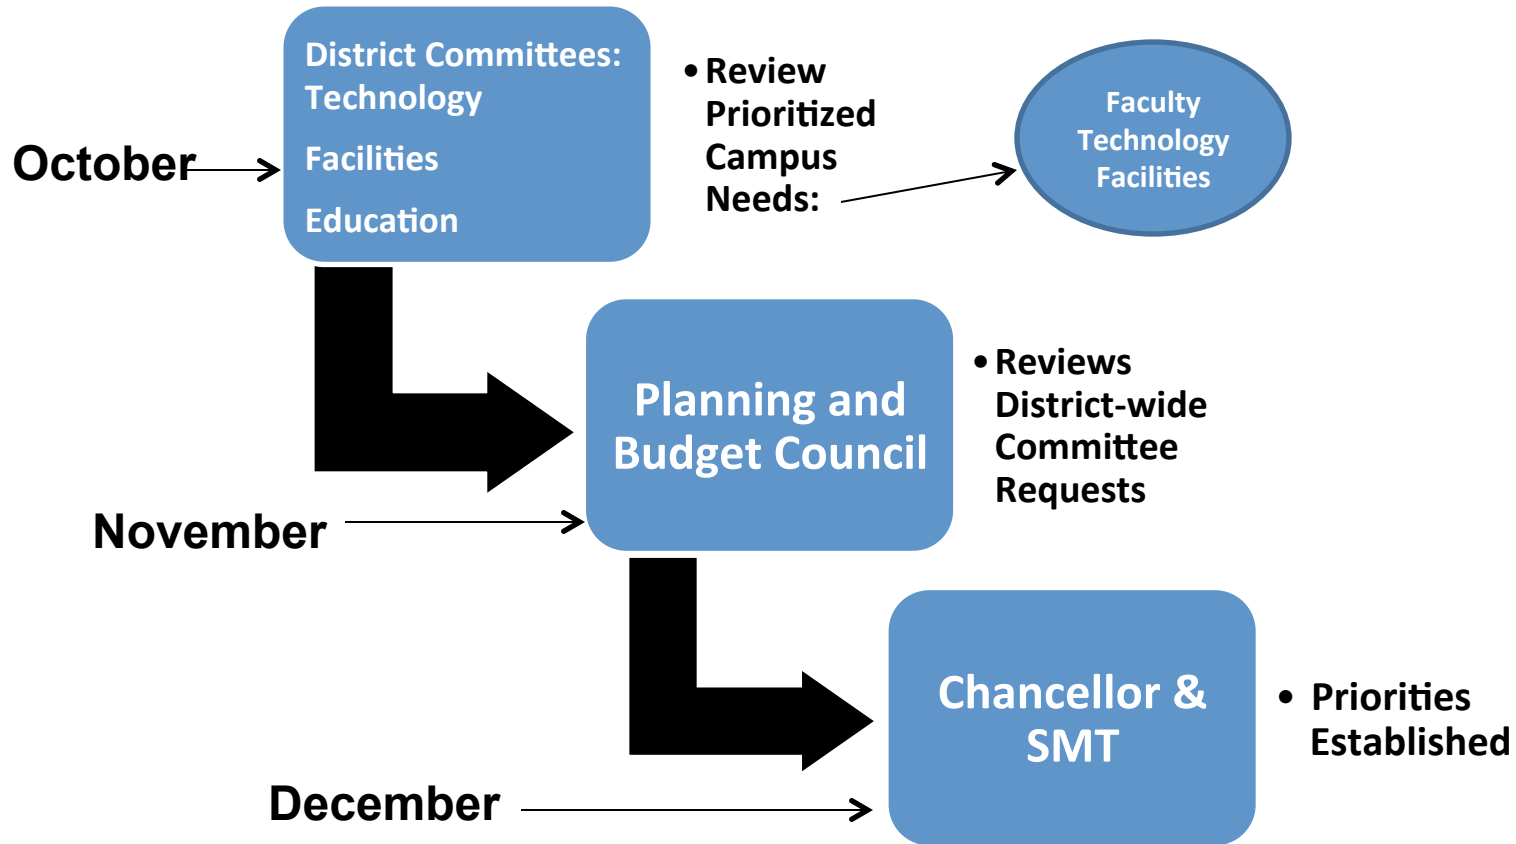 District Committees:
Technology
Facilities
Education
• Review
Prioritized
Campus
Needs:
Faculty
Technology
Facilities
October
Planning and
Budget Council
• Reviews
District-wide
Committee
Requests
November
Chancellor &
SMT
• Priorities
Established
December